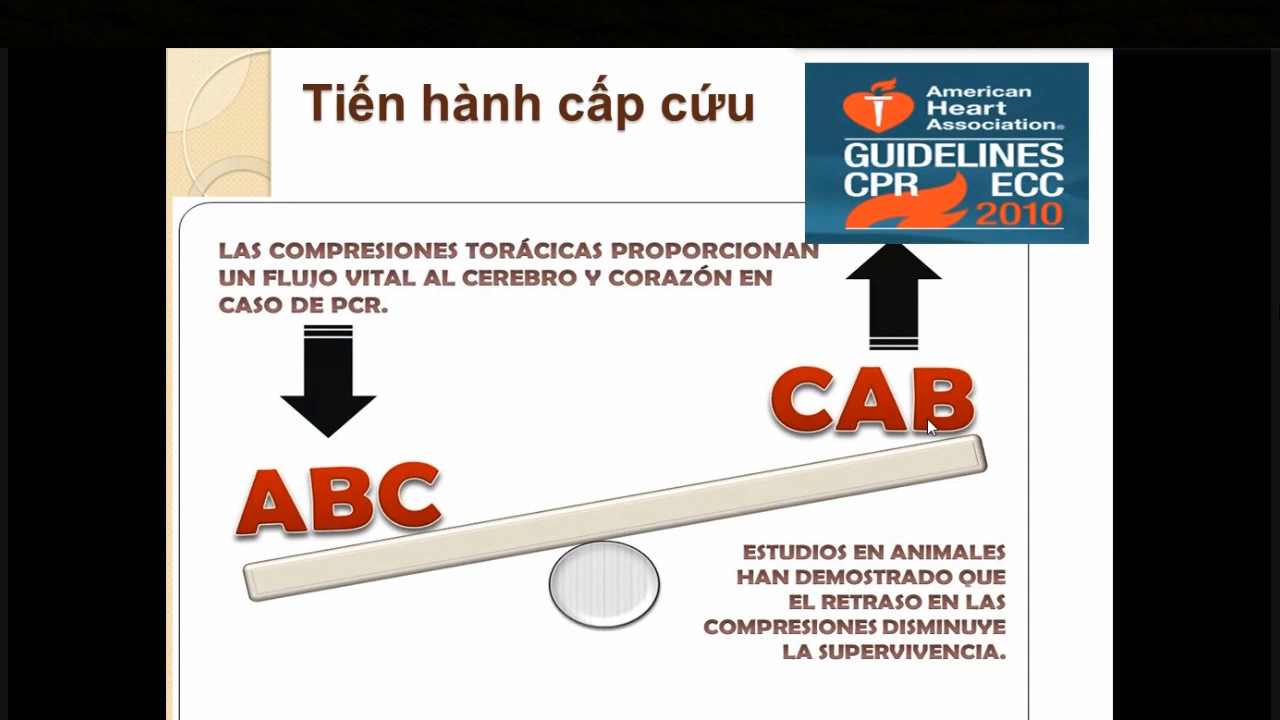 Tiến hành cấp cứu
American
Heart
Association®
GUIDELINES
CPR ECC
2010
LAS COMPRESIONES TORÁCICAS PROPORCIONAN
UN FLUJO VITAL AL CEREBRO Y CORAZÓN EN
CASO DE PCR.
CAB
ABC
ESTUDIOS EN ANIMALES
HAN DEMOSTRADO QUE
EL RETRASO EN LAS
COMPRESIONES DISMINUYE
LA SUPERVIVENCIA.